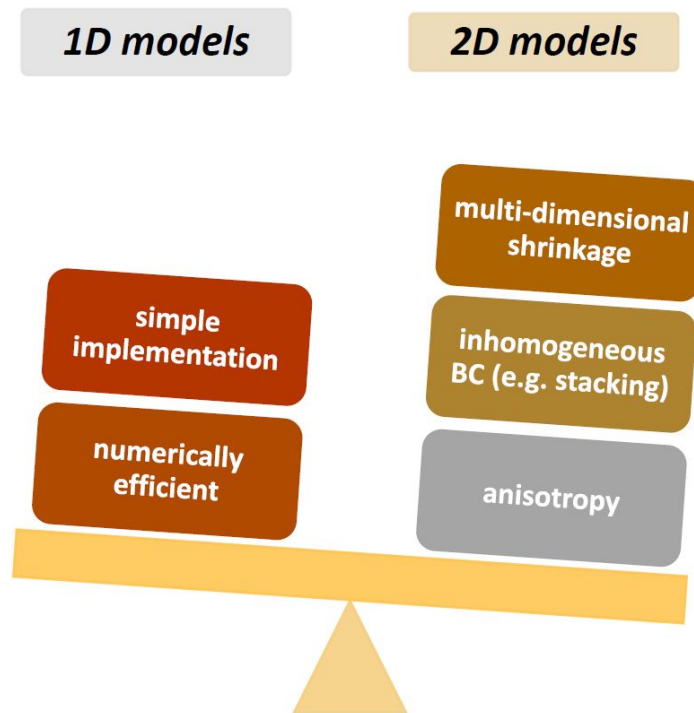 1D models
2D models
multi-dimensional
shrinkage
simple
implementation
inhomogeneous
BC (e.g. stacking)
numerically
efficient
anisotropy